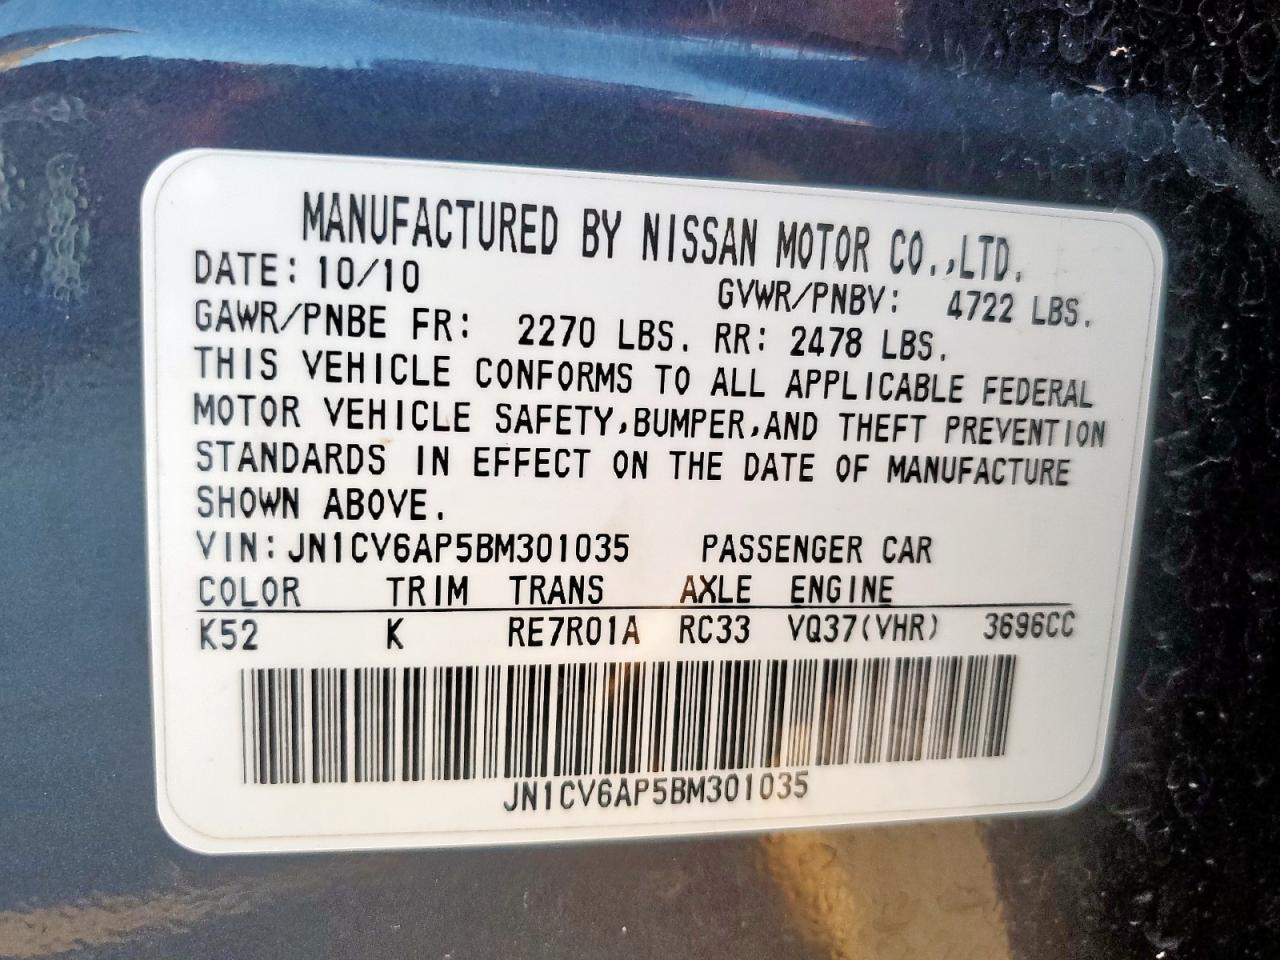 MANUFACTURED BY NISSAN MOTOR CO.,LTD.
DATE: 10/10 GVWR/PNBV: 4722 LBS.
GAWR/PNBE FR: 2270 LBS. RR: 2478 LBS.
THIS VEHICLE CONFORMS TO ALL APPLICABLE FEDERAL
MOTOR VEHICLE SAFETY,BUMPER,AND THEFT PREVENTION
STANDARDS IN EFFECT ON THE DATE OF MANUFACTURE
SHOWN ABOVE.
VIN: JN1CV6AP5BM301035 PASSENGER CAR
COLOR TRIM TRANS AXLE ENGINE
K52 K RE7R01A RC33 VQ37(VHR) 3696CC
JN1CV6AP5BM301035